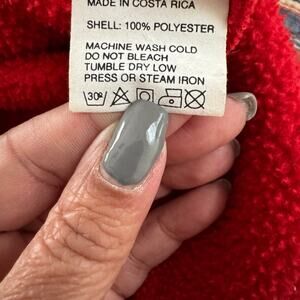 MADE IN COSTA RICA
SHELL: 100% POLYESTER
MACHINE WASH COLD
DO NOT BLEACH
TUMBLE DRY LOW
PRESS OR STEAM IRON
30°